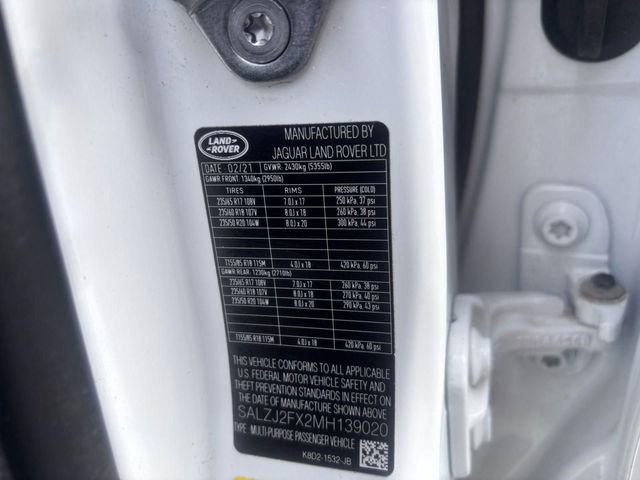 LAND ROVER
MANUFACTURED BY
JAGUAR LAND ROVER LTD
DATE: 02/21 GVWR: 2430kg (5355lb)
GAWR FRONT: 1340kg (2950lb)
TIRES RIMS PRESSURE (COLD)
235/65 R17 108V 7.0J x 17 250 kPa, 37 psi
235/60 R18 107V 8.0J x 18 260 kPa, 38 psi
235/50 R20 104W 8.0J x 20 300 kPa, 44 psi
T155/85 R18 115M 4.0J x 18 420 kPa, 60 psi
GAWR REAR: 1230kg (2710lb)
235/65 R17 108V 7.0J x 17 260 kPa, 38 psi
235/60 R18 107V 8.0J x 18 270 kPa, 40 psi
235/50 R20 104W 8.0J x 20 290 kPa, 43 psi
T155/85 R18 115M 4.0J x 18 420 kPa, 60 psi
THIS VEHICLE CONFORMS TO ALL APPLICABLE
U.S. FEDERAL MOTOR VEHICLE SAFETY AND
THEFT PREVENTION STANDARDS IN EFFECT ON
THE DATE OF MANUFACTURE SHOWN ABOVE
SALZJ2FX2MH139020
TYPE: MULTI-PURPOSE PASSENGER VEHICLE
K8D2-1532-JB